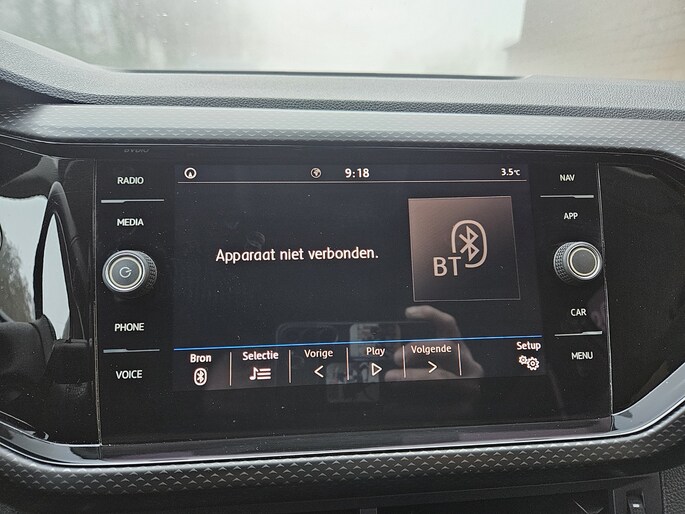 RADIO
MEDIA
PHONE
VOICE
9:18
3.5°C
Apparaat niet verbonden.
BT
Bron
Selectie
Vorige
Play
Volgende
Setup
NAV
APP
CAR
MENU